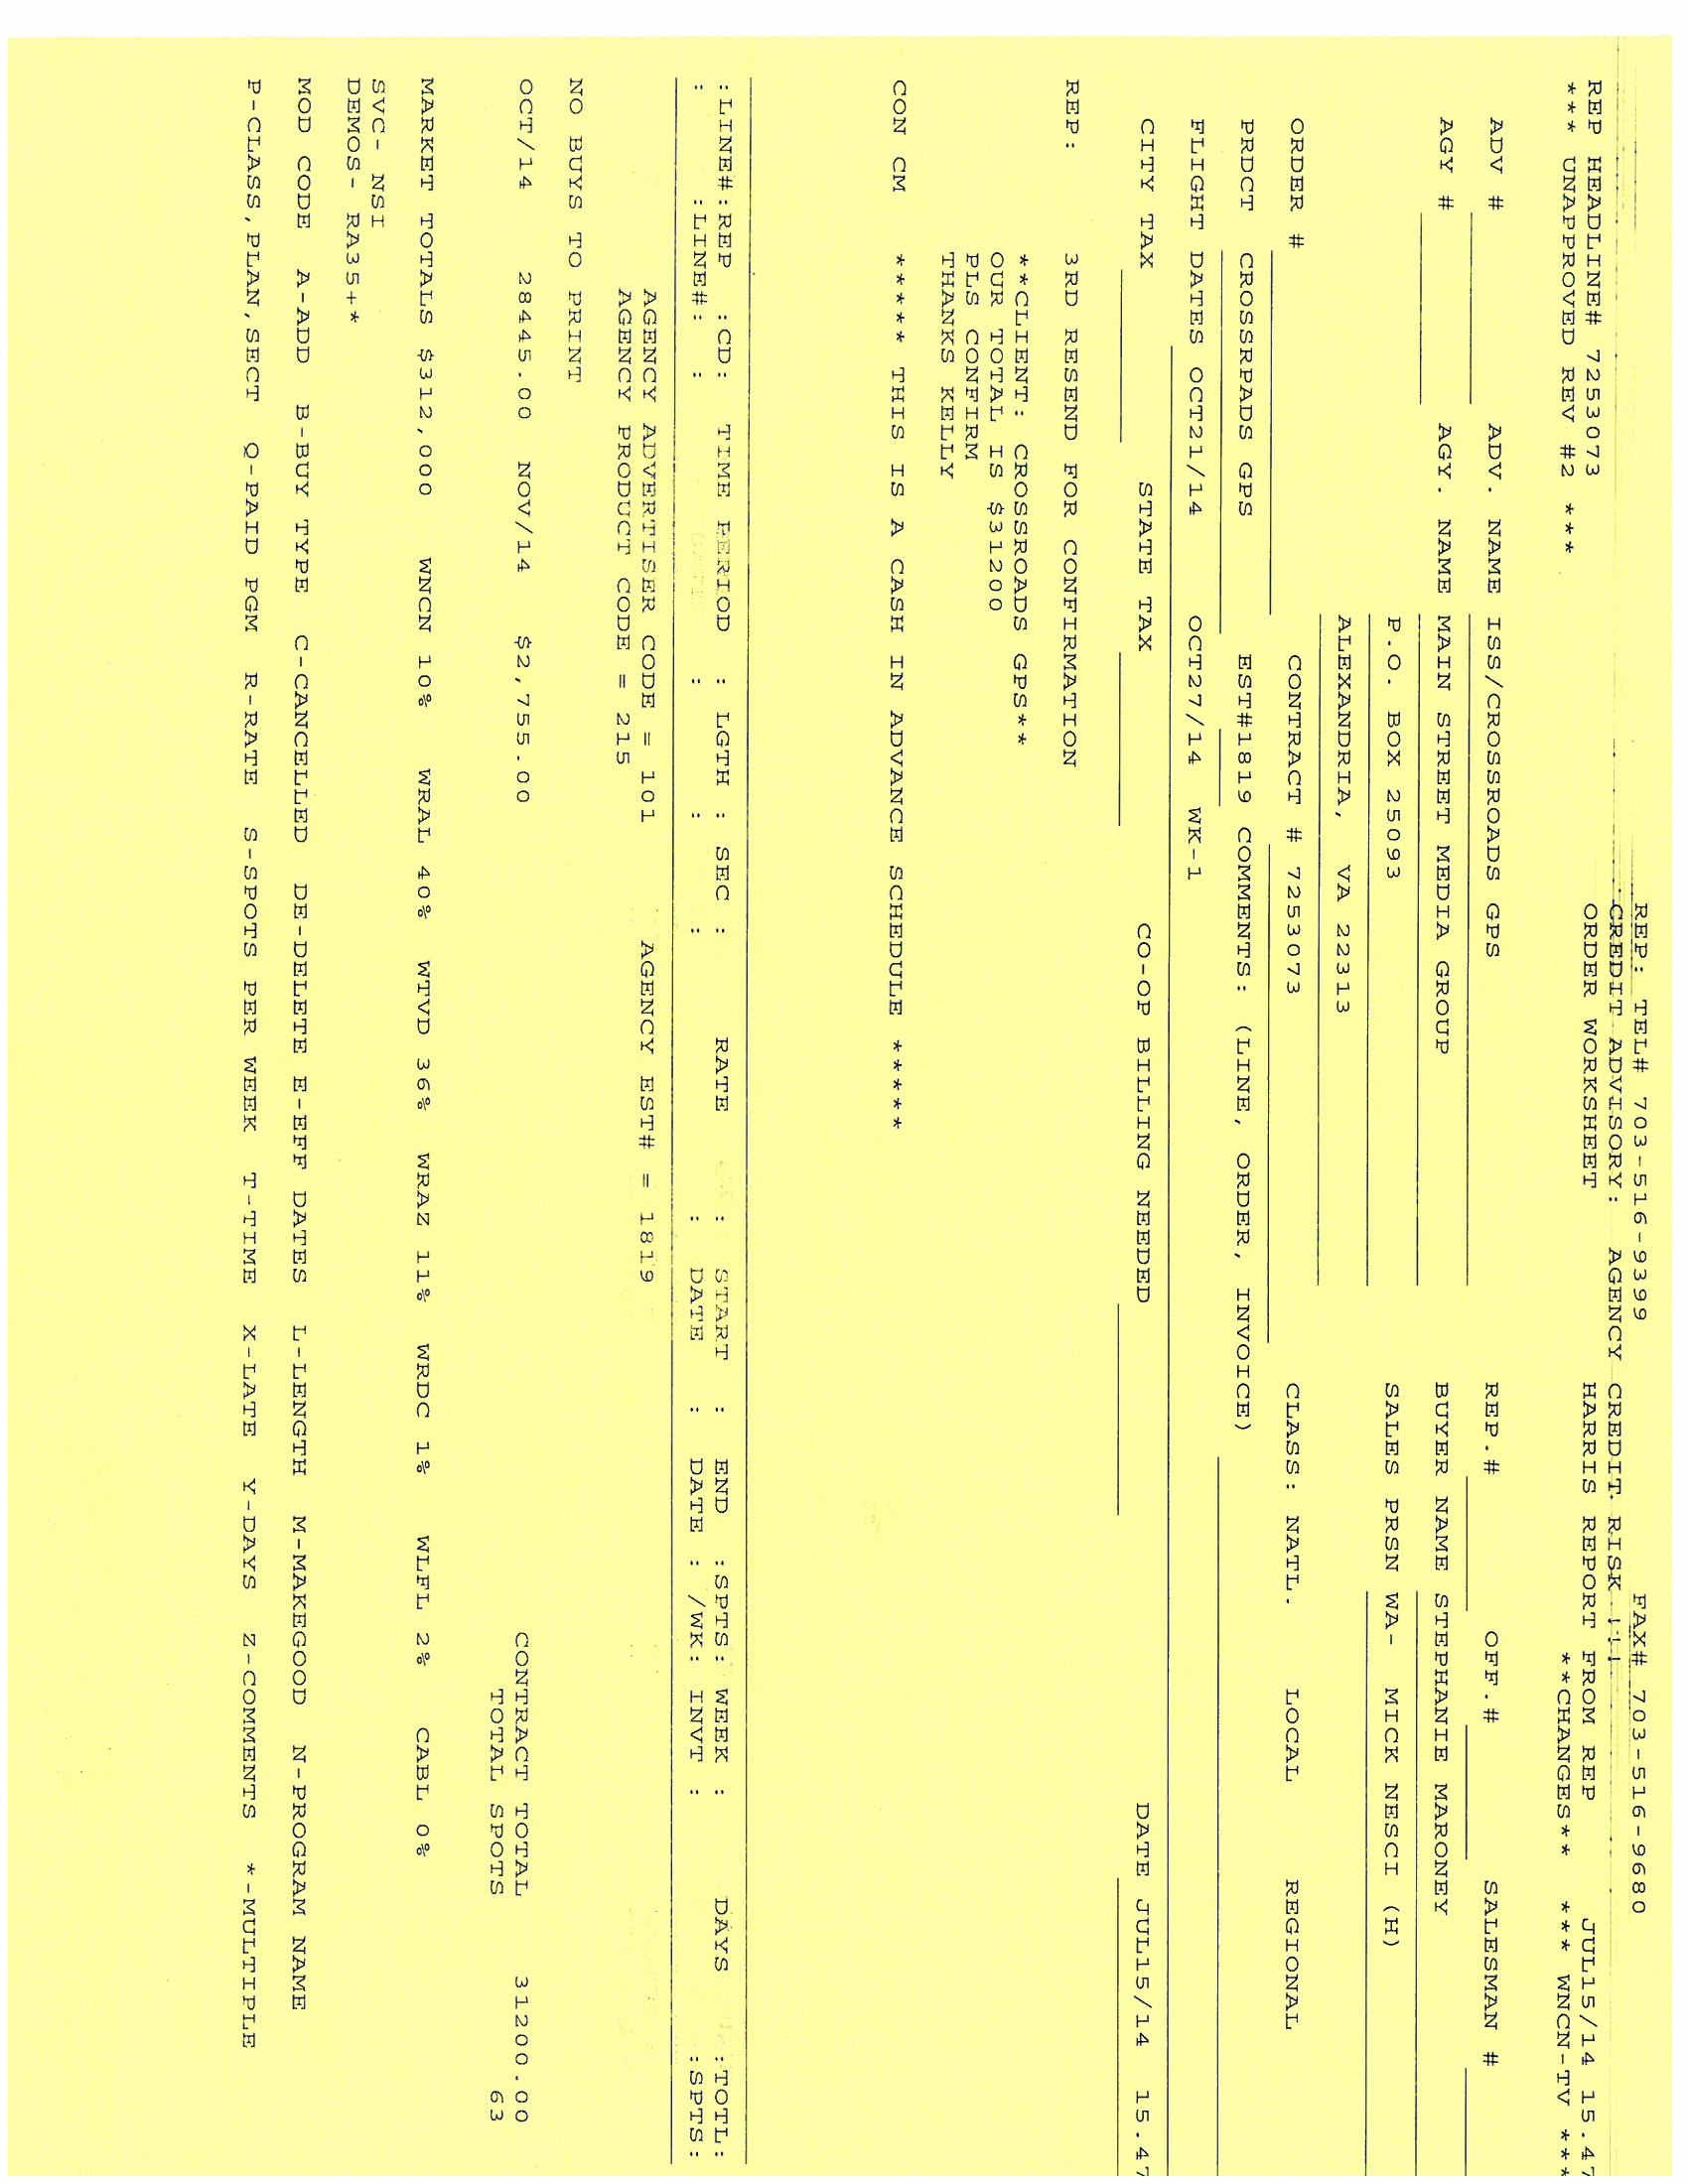 REP: TEL# 703-516-9399 FAX# 703-516-9680
CREDIT ADVISORY: AGENCY CREDIT RISK !!!
REP HEADLINE# 7253073 ORDER WORKSHEET HARRIS REPORT FROM REP JUL15/14 15.47
*** UNAPPROVED REV #2 *** **CHANGES** *** WNCN-TV ***
ADV # ADV. NAME ISS/CROSSROADS GPS REP.# OFF.# SALESMAN #
AGY # AGY. NAME MAIN STREET MEDIA GROUP BUYER NAME STEPHANIE MARONEY
P.O. BOX 25093 SALES PRSN WA- MICK NESCI (H)
ALEXANDRIA, VA 22313
ORDER # CONTRACT # 7253073 CLASS: NATL. LOCAL REGIONAL
PRDCT CROSSRPADS GPS EST#1819 COMMENTS: (LINE, ORDER, INVOICE)
FLIGHT DATES OCT21/14 OCT27/14 WK-1
CITY TAX STATE TAX CO-OP BILLING NEEDED DATE JUL15/14 15.47
REP: 3RD RESEND FOR CONFIRMATION
**CLIENT: CROSSROADS GPS**
OUR TOTAL IS $31200
PLS CONFIRM
THANKS KELLY
CON CM ***** THIS IS A CASH IN ADVANCE SCHEDULE *****
:LINE#:REP :CD: TIME PERIOD : LGTH : SEC : RATE : START : END :SPTS: WEEK : DAYS :TOTL:
: :LINE#: : : : : : DATE : DATE : /WK: INVT : :SPTS:
AGENCY ADVERTISER CODE = 101 AGENCY EST# = 1819
AGENCY PRODUCT CODE = 215
NO BUYS TO PRINT
OCT/14 28445.00 NOV/14 $2,755.00 CONTRACT TOTAL 31200.00
TOTAL SPOTS 63
MARKET TOTALS $312,000 WNCN 10% WRAL 40% WTVD 36% WRAZ 11% WRDC 1% WLFL 2% CABL 0%
SVC- NSI
DEMOS- RA35+*
MOD CODE A-ADD B-BUY TYPE C-CANCELLED DE-DELETE E-EFF DATES L-LENGTH M-MAKEGOOD N-PROGRAM NAME
P-CLASS,PLAN,SECT Q-PAID PGM R-RATE S-SPOTS PER WEEK T-TIME X-LATE Y-DAYS Z-COMMENTS *-MULTIPLE